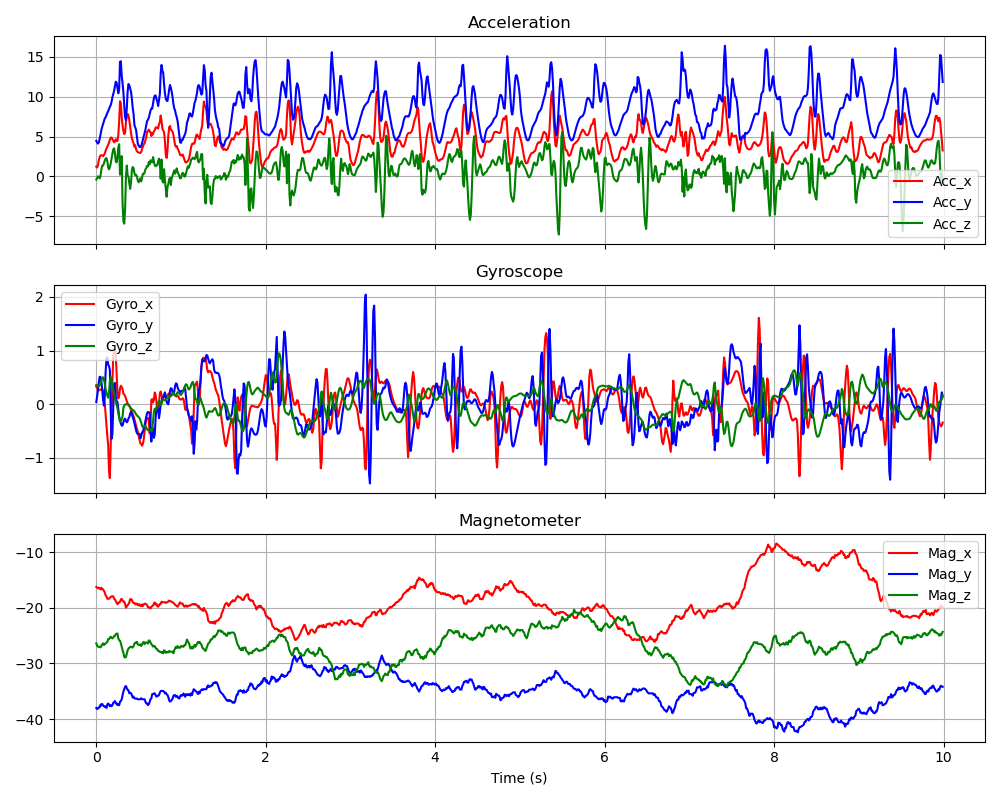 Acceleration
15
10
5
0
−5
Acc_x
Acc_y
Acc_z
Gyroscope
2
1
0
−1
Gyro_x
Gyro_y
Gyro_z
Magnetometer
−10
−20
−30
−40
Mag_x
Mag_y
Mag_z
0 2 4 6 8 10
Time (s)